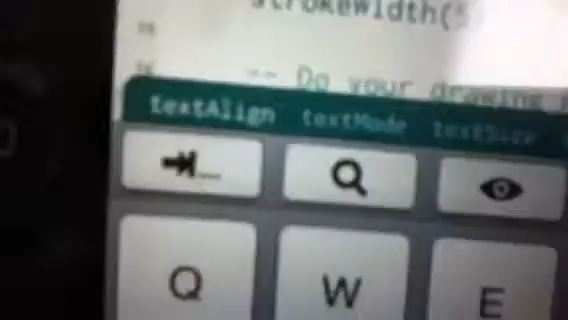 strokeWidth(5)
-- Do your drawing
textAlign textMode textSize
Q W E